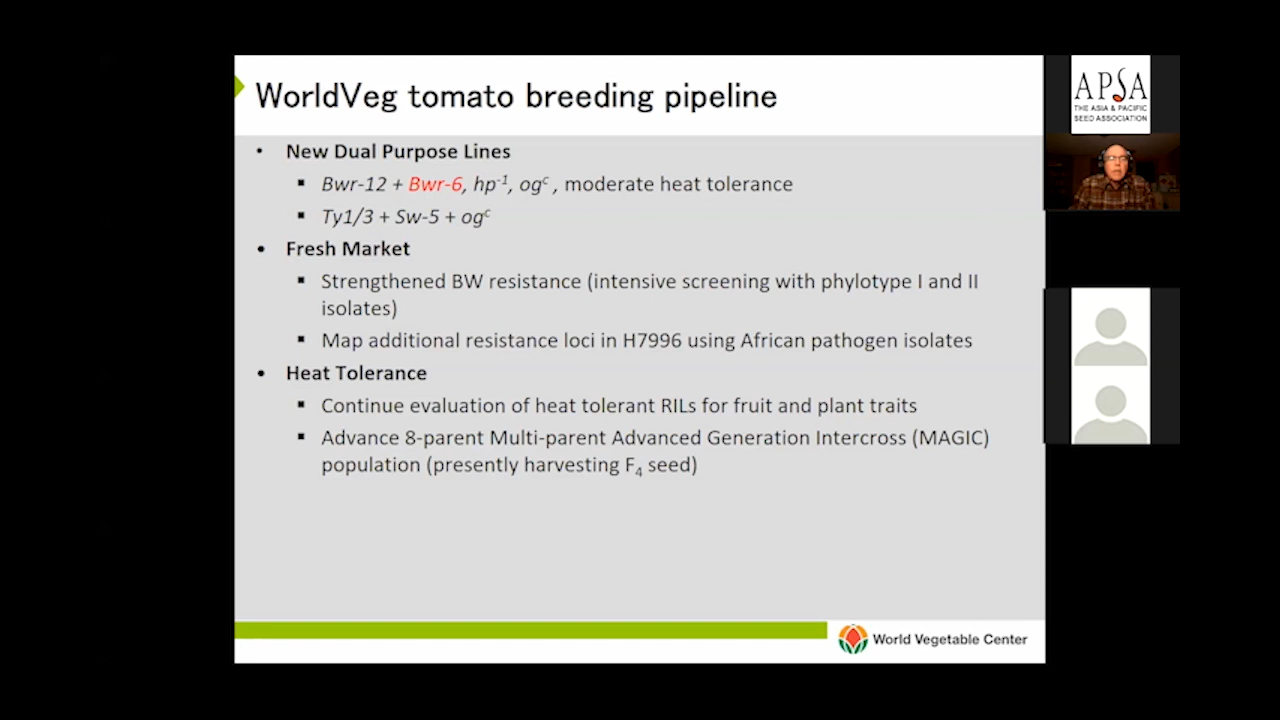 WorldVeg tomato breeding pipeline
• New Dual Purpose Lines
▪ Bwr-12 + Bwr-6, hp⁻¹, ogᶜ , moderate heat tolerance
▪ Ty1/3 + Sw-5 + ogᶜ
• Fresh Market
▪ Strengthened BW resistance (intensive screening with phylotype I and II
isolates)
▪ Map additional resistance loci in H7996 using African pathogen isolates
• Heat Tolerance
▪ Continue evaluation of heat tolerant RILs for fruit and plant traits
▪ Advance 8-parent Multi-parent Advanced Generation Intercross (MAGIC)
population (presently harvesting F₄ seed)
World Vegetable Center
APSA
THE ASIA & PACIFIC
SEED ASSOCIATION